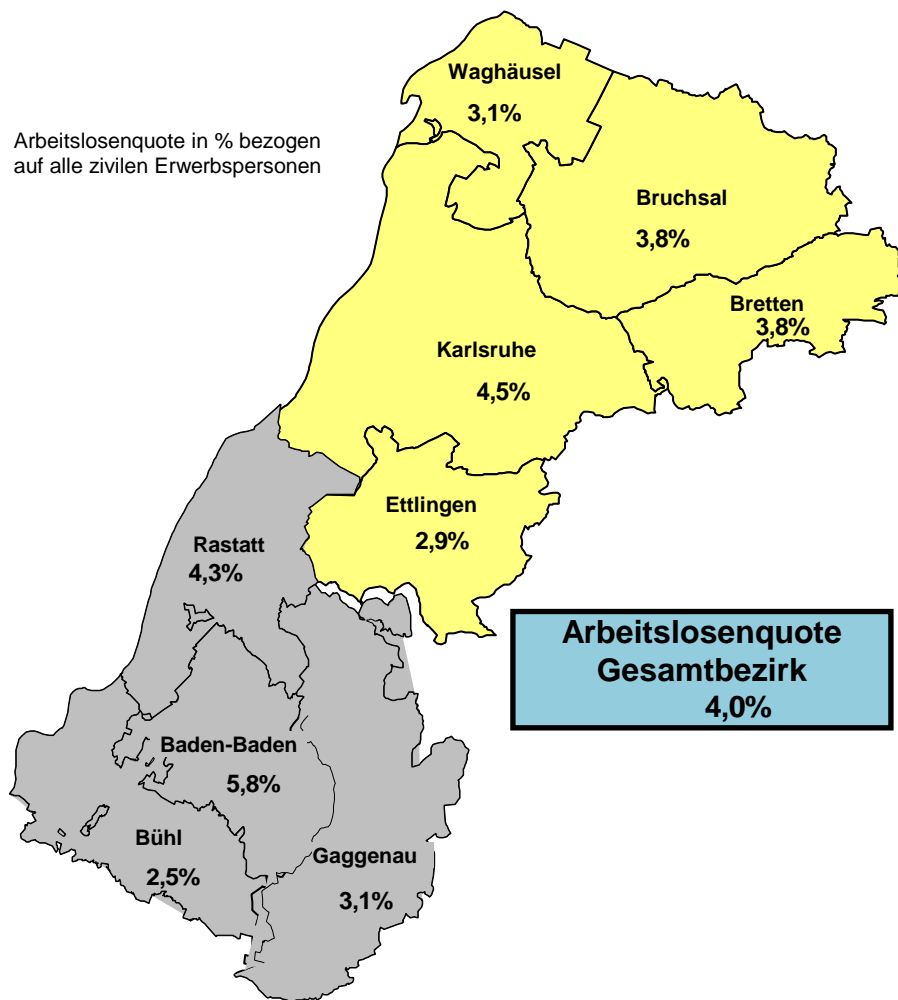 Waghäusel
3,1%
Arbeitslosenquote in % bezogen
auf alle zivilen Erwerbspersonen
Bruchsal
3,8%
Bretten
3,8%
Karlsruhe
4,5%
Ettlingen
2,9%
Rastatt
4,3%
Arbeitslosenquote
Gesamtbezirk
4,0%
Baden-Baden
5,8%
Bühl
2,5%
Gaggenau
3,1%